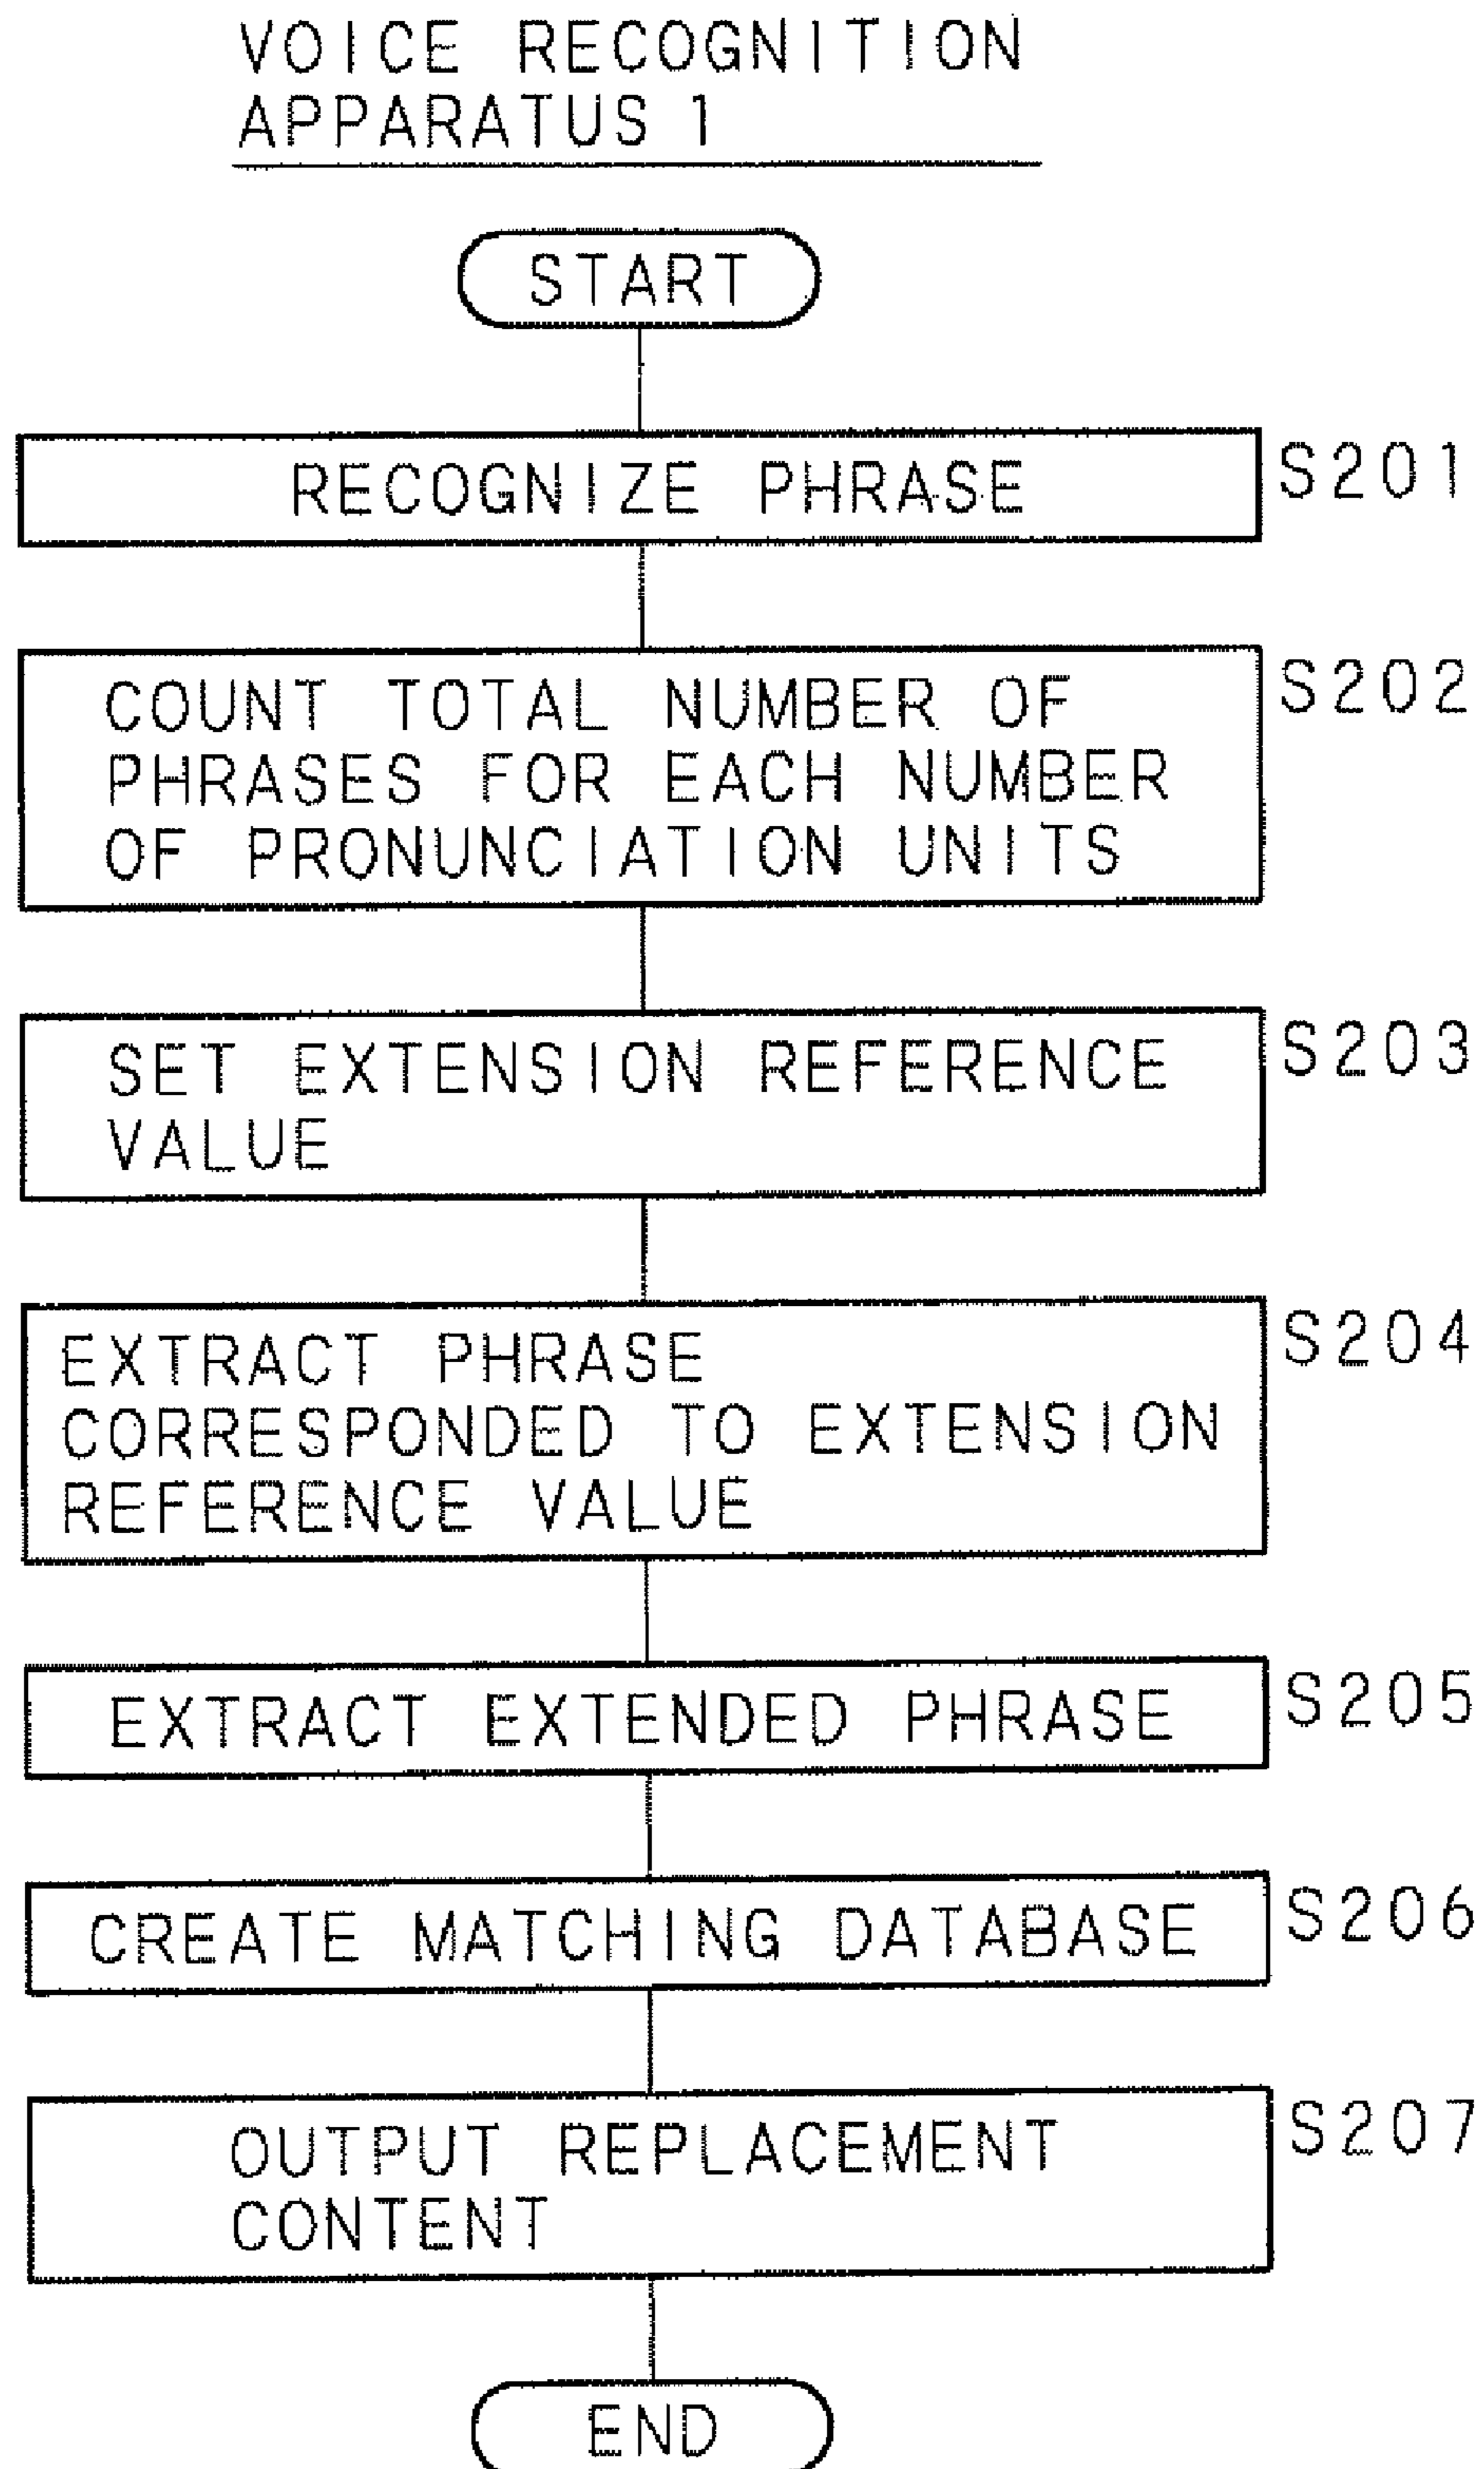 VOICE RECOGNITION
APPARATUS 1
START
RECOGNIZE PHRASE
S201
COUNT TOTAL NUMBER OF
PHRASES FOR EACH NUMBER
OF PRONUNCIATION UNITS
S202
SET EXTENSION REFERENCE
VALUE
S203
EXTRACT PHRASE
CORRESPONDED TO EXTENSION
REFERENCE VALUE
S204
EXTRACT EXTENDED PHRASE
S205
CREATE MATCHING DATABASE
S206
OUTPUT REPLACEMENT
CONTENT
S207
END